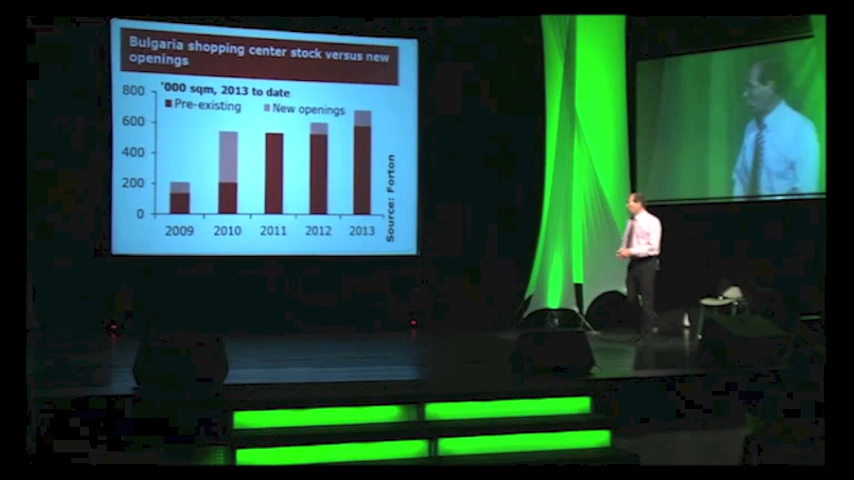 Bulgaria shopping center stock versus new
openings
'000 sqm, 2013 to date
Pre-existing New openings
800
600
400
200
0
2009 2010 2011 2012 2013
Source: Forton